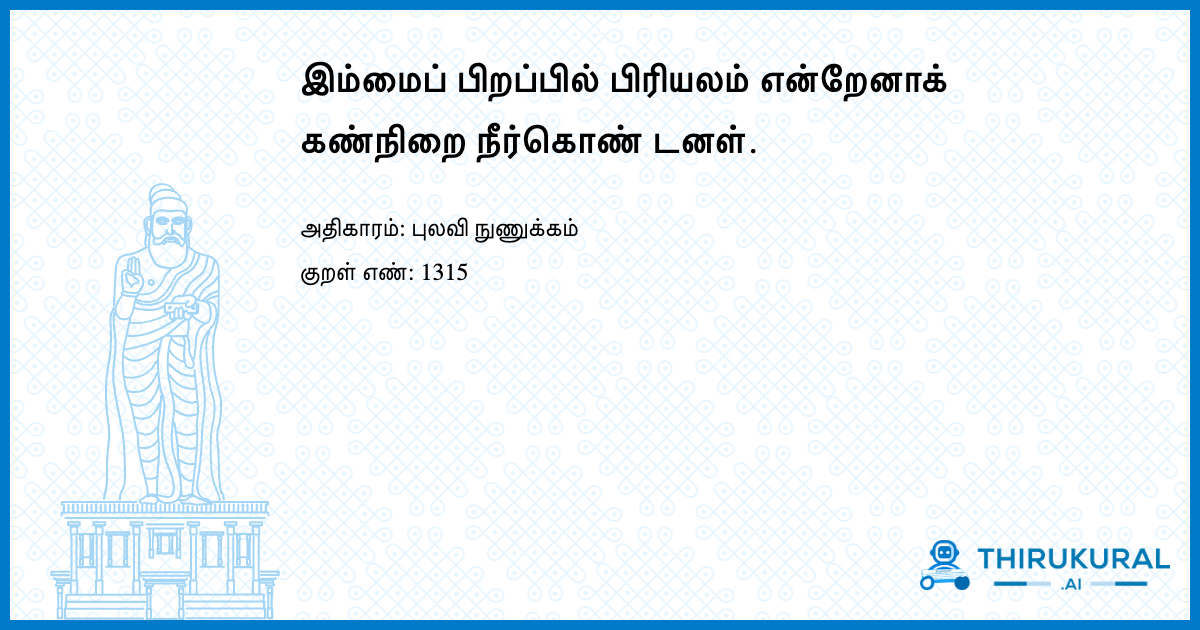 இம்மைப் பிறப்பில் பிரியலம் என்றேனாக்
கண்நிறை நீர்கொண் டனள்.
அதிகாரம்: புலவி நுணுக்கம்
குறள் எண்: 1315
THIRUKURAL
.AI